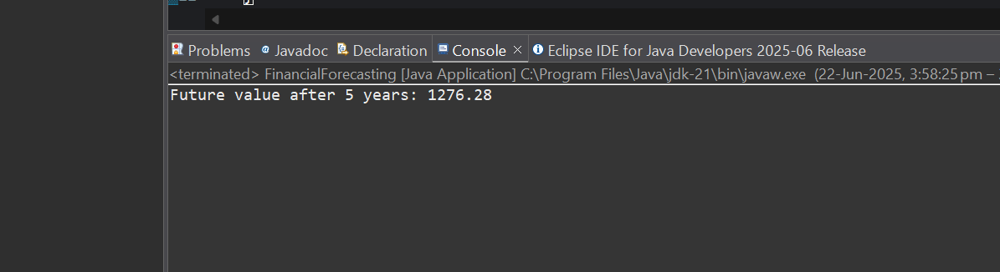 Problems Javadoc Declaration Console Eclipse IDE for Java Developers 2025-06 Release
<terminated> FinancialForecasting [Java Application] C:\Program Files\Java\jdk-21\bin\javaw.exe (22-Jun-2025, 3:58:25 pm –
Future value after 5 years: 1276.28